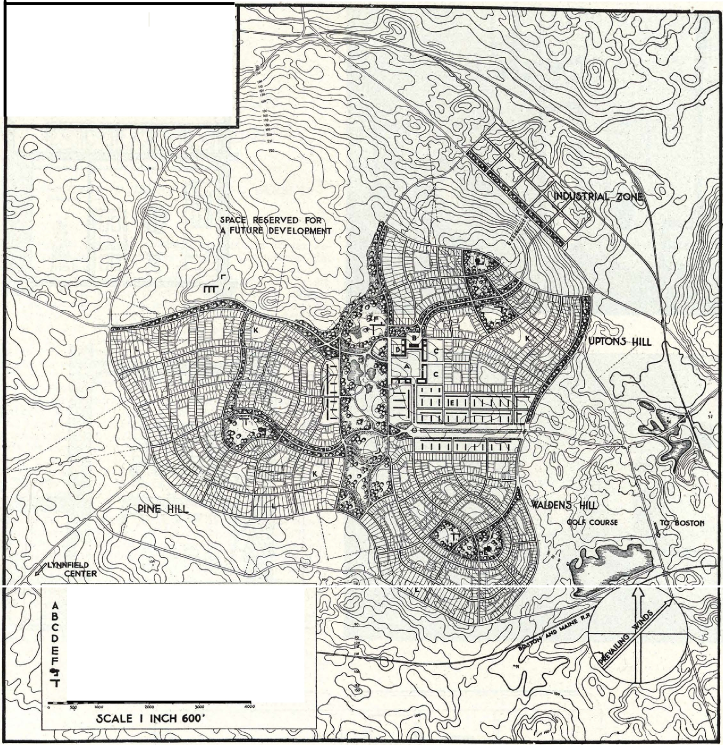 INDUSTRIAL ZONE
SPACE RESERVED FOR
A FUTURE DEVELOPMENT
K
L
F
T
B
D
C
A
C
K
UPTONS HILL
E
G
T
K
L
PINE HILL
WALDENS HILL
GOLF COURSE
TO BOSTON
T
LYNNFIELD
CENTER
L
BOSTON AND MAINE R.R.
PREVAILING WINDS
A
B
C
D
E
F
T
0 500 1000 2000 3000 4000
SCALE 1 INCH 600'